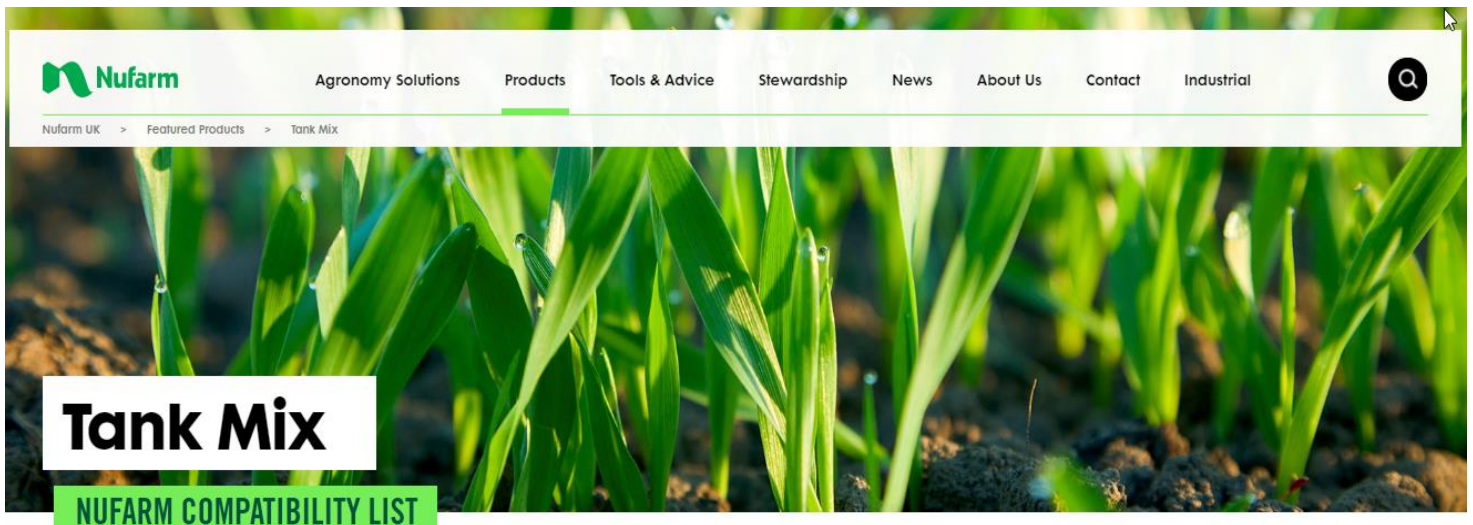 Nufarm
Agronomy Solutions Products Tools & Advice Stewardship News About Us Contact Industrial
Nufarm UK > Featured Products > Tank Mix
Tank Mix
NUFARM COMPATIBILITY LIST